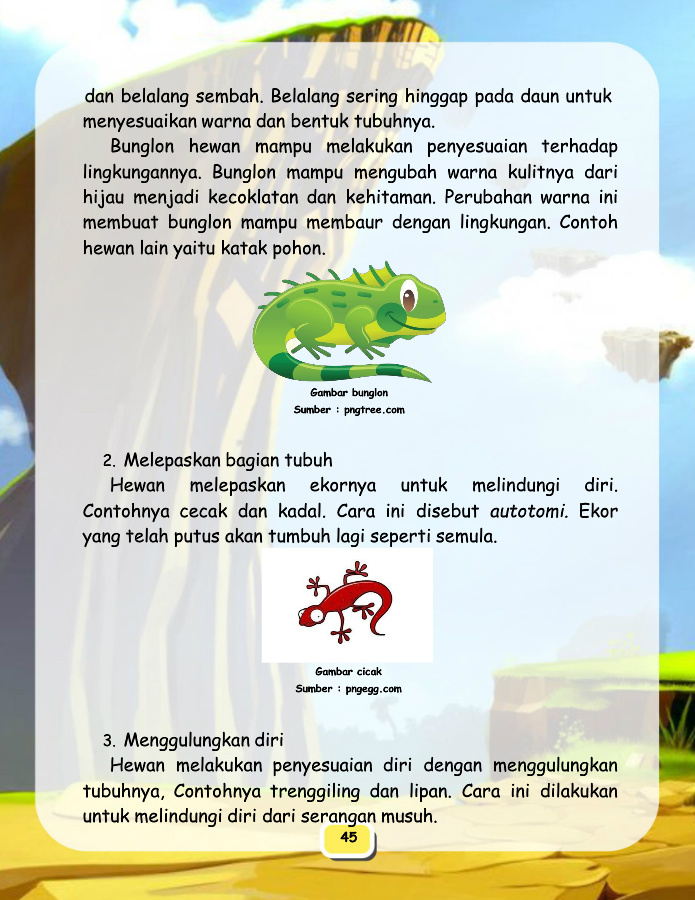 dan belalang sembah. Belalang sering hinggap pada daun untuk
menyesuaikan warna dan bentuk tubuhnya.
Bunglon hewan mampu melakukan penyesuaian terhadap
lingkungannya. Bunglon mampu mengubah warna kulitnya dari
hijau menjadi kecoklatan dan kehitaman. Perubahan warna ini
membuat bunglon mampu membaur dengan lingkungan. Contoh
hewan lain yaitu katak pohon.
Gambar bunglon
Sumber : pngtree.com
2. Melepaskan bagian tubuh
Hewan melepaskan ekornya untuk melindungi diri.
Contohnya cecak dan kadal. Cara ini disebut autotomi. Ekor
yang telah putus akan tumbuh lagi seperti semula.
Gambar cicak
Sumber : pngegg.com
3. Menggulungkan diri
Hewan melakukan penyesuaian diri dengan menggulungkan
tubuhnya, Contohnya trenggiling dan lipan. Cara ini dilakukan
untuk melindungi diri dari serangan musuh.
45